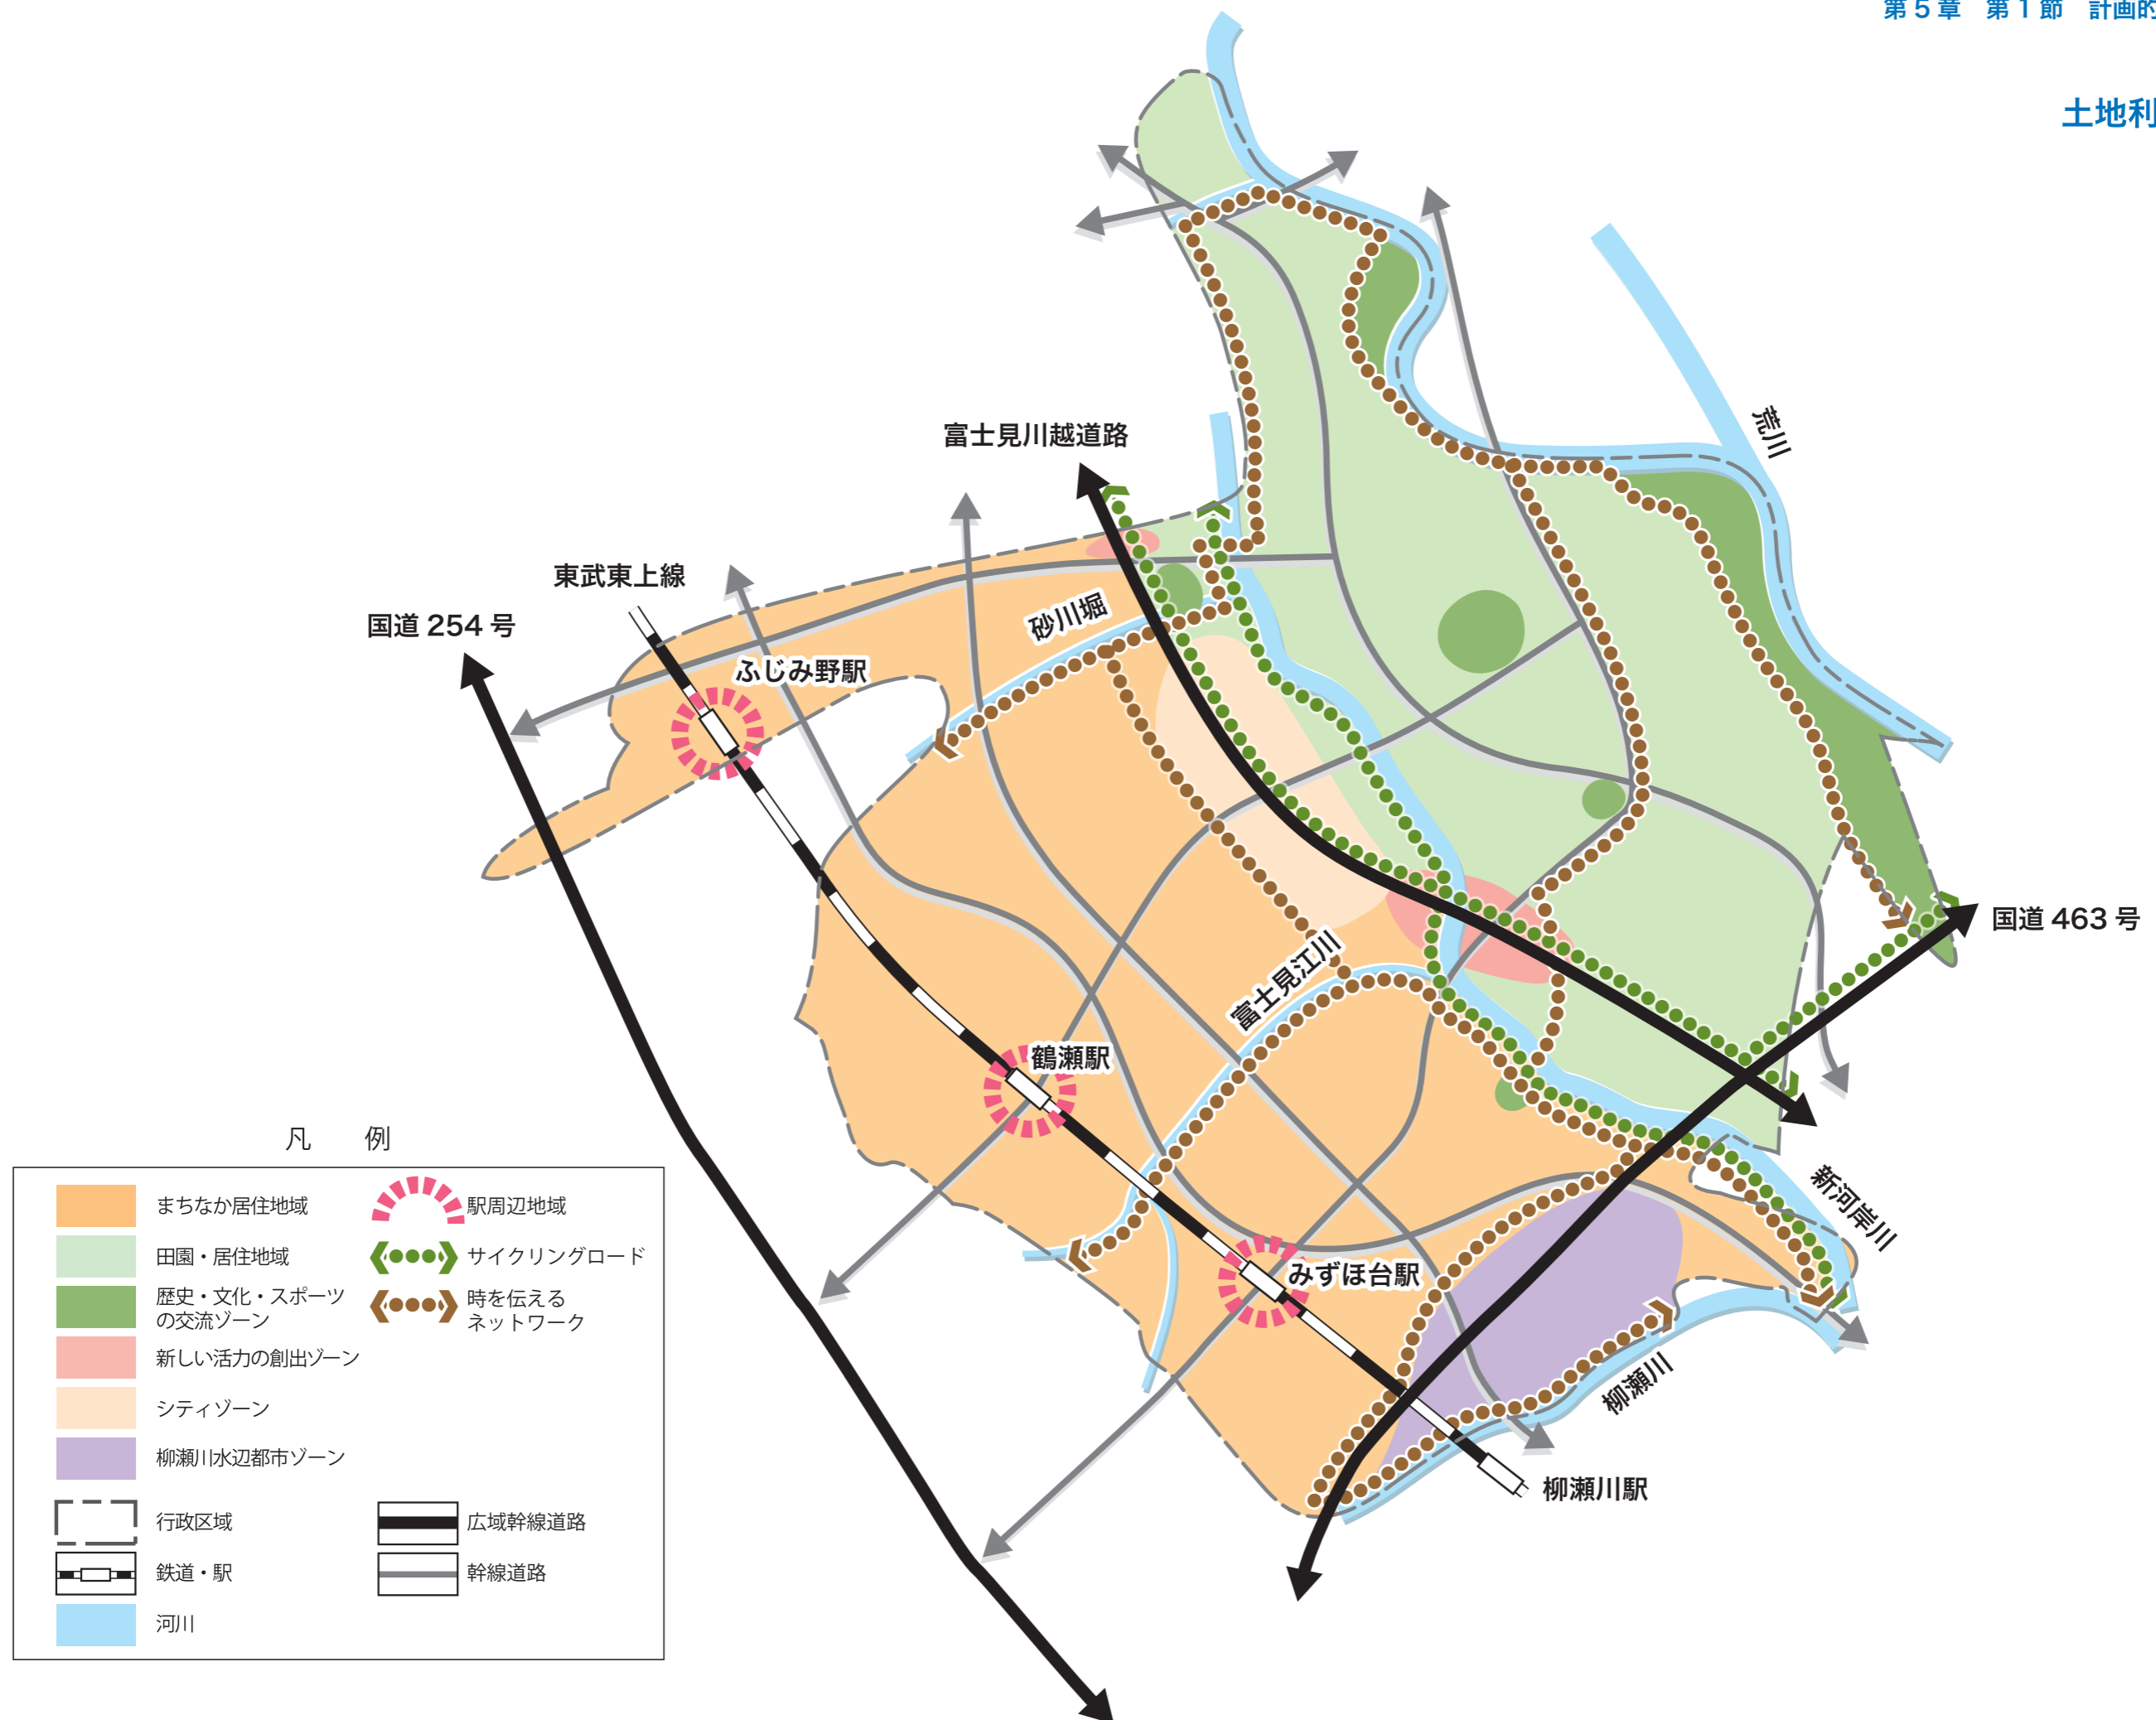 第5章　第1節　計画的
土地利
荒川
富士見川越道路
東武東上線
国道254号
砂川堀
ふじみ野駅
国道463号
富士見江川
鶴瀬駅
新河岸川
みずほ台駅
柳瀬川
柳瀬川駅
凡　例
まちなか居住地域
田園・居住地域
歴史・文化・スポーツ
の交流ゾーン
新しい活力の創出ゾーン
シティゾーン
柳瀬川水辺都市ゾーン
行政区域
鉄道・駅
河川
駅周辺地域
サイクリングロード
時を伝える
ネットワーク
広域幹線道路
幹線道路